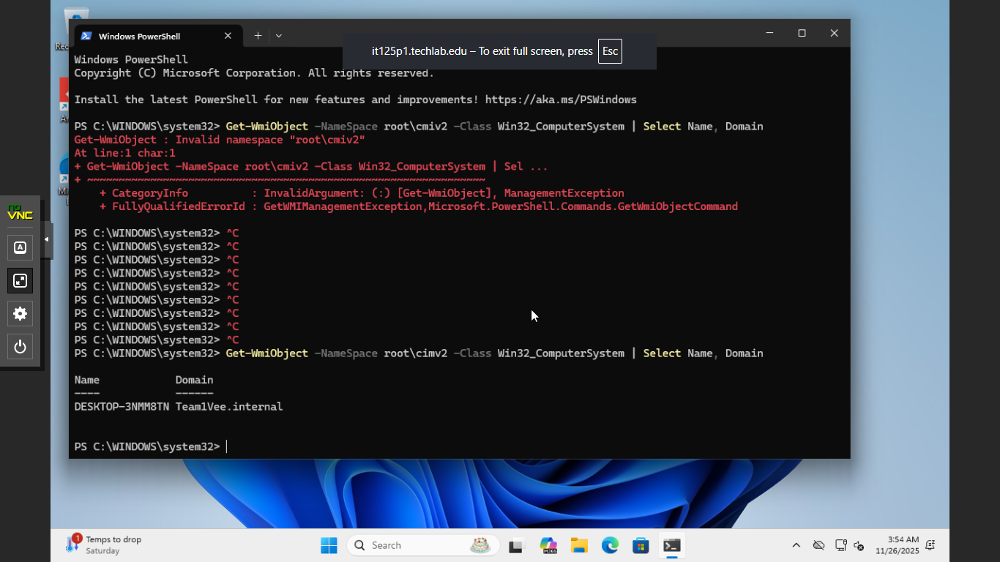 Rec
Windows PowerShell
it125p1.techlab.edu – To exit full screen, press Esc
Windows PowerShell
Copyright (C) Microsoft Corporation. All rights reserved.
Install the latest PowerShell for new features and improvements! https://aka.ms/PSWindows
PS C:\WINDOWS\system32> Get-WmiObject -NameSpace root\cmiv2 -Class Win32_ComputerSystem | Select Name, Domain
Get-WmiObject : Invalid namespace "root\cmiv2"
At line:1 char:1
+ Get-WmiObject -NameSpace root\cmiv2 -Class Win32_ComputerSystem | Sel ...
+ ~~~~~~~~~~~~~~~~~~~~~~~~~~~~~~~~~~~~~~~~~~~~~~~~~~~~~~~~~~~~~~~
+ CategoryInfo : InvalidArgument: (:) [Get-WmiObject], ManagementException
+ FullyQualifiedErrorId : GetWMIManagementException,Microsoft.PowerShell.Commands.GetWmiObjectCommand
PS C:\WINDOWS\system32> ^C
PS C:\WINDOWS\system32> ^C
PS C:\WINDOWS\system32> ^C
PS C:\WINDOWS\system32> ^C
PS C:\WINDOWS\system32> ^C
PS C:\WINDOWS\system32> ^C
PS C:\WINDOWS\system32> ^C
PS C:\WINDOWS\system32> ^C
PS C:\WINDOWS\system32> ^C
PS C:\WINDOWS\system32> Get-WmiObject -NameSpace root\cimv2 -Class Win32_ComputerSystem | Select Name, Domain
Name Domain
---- ------
DESKTOP-3NMM8TN Team1Vee.internal
PS C:\WINDOWS\system32>
no
VNC
A
1
Temps to drop
Saturday
Search
M365
3:54 AM
11/26/2025